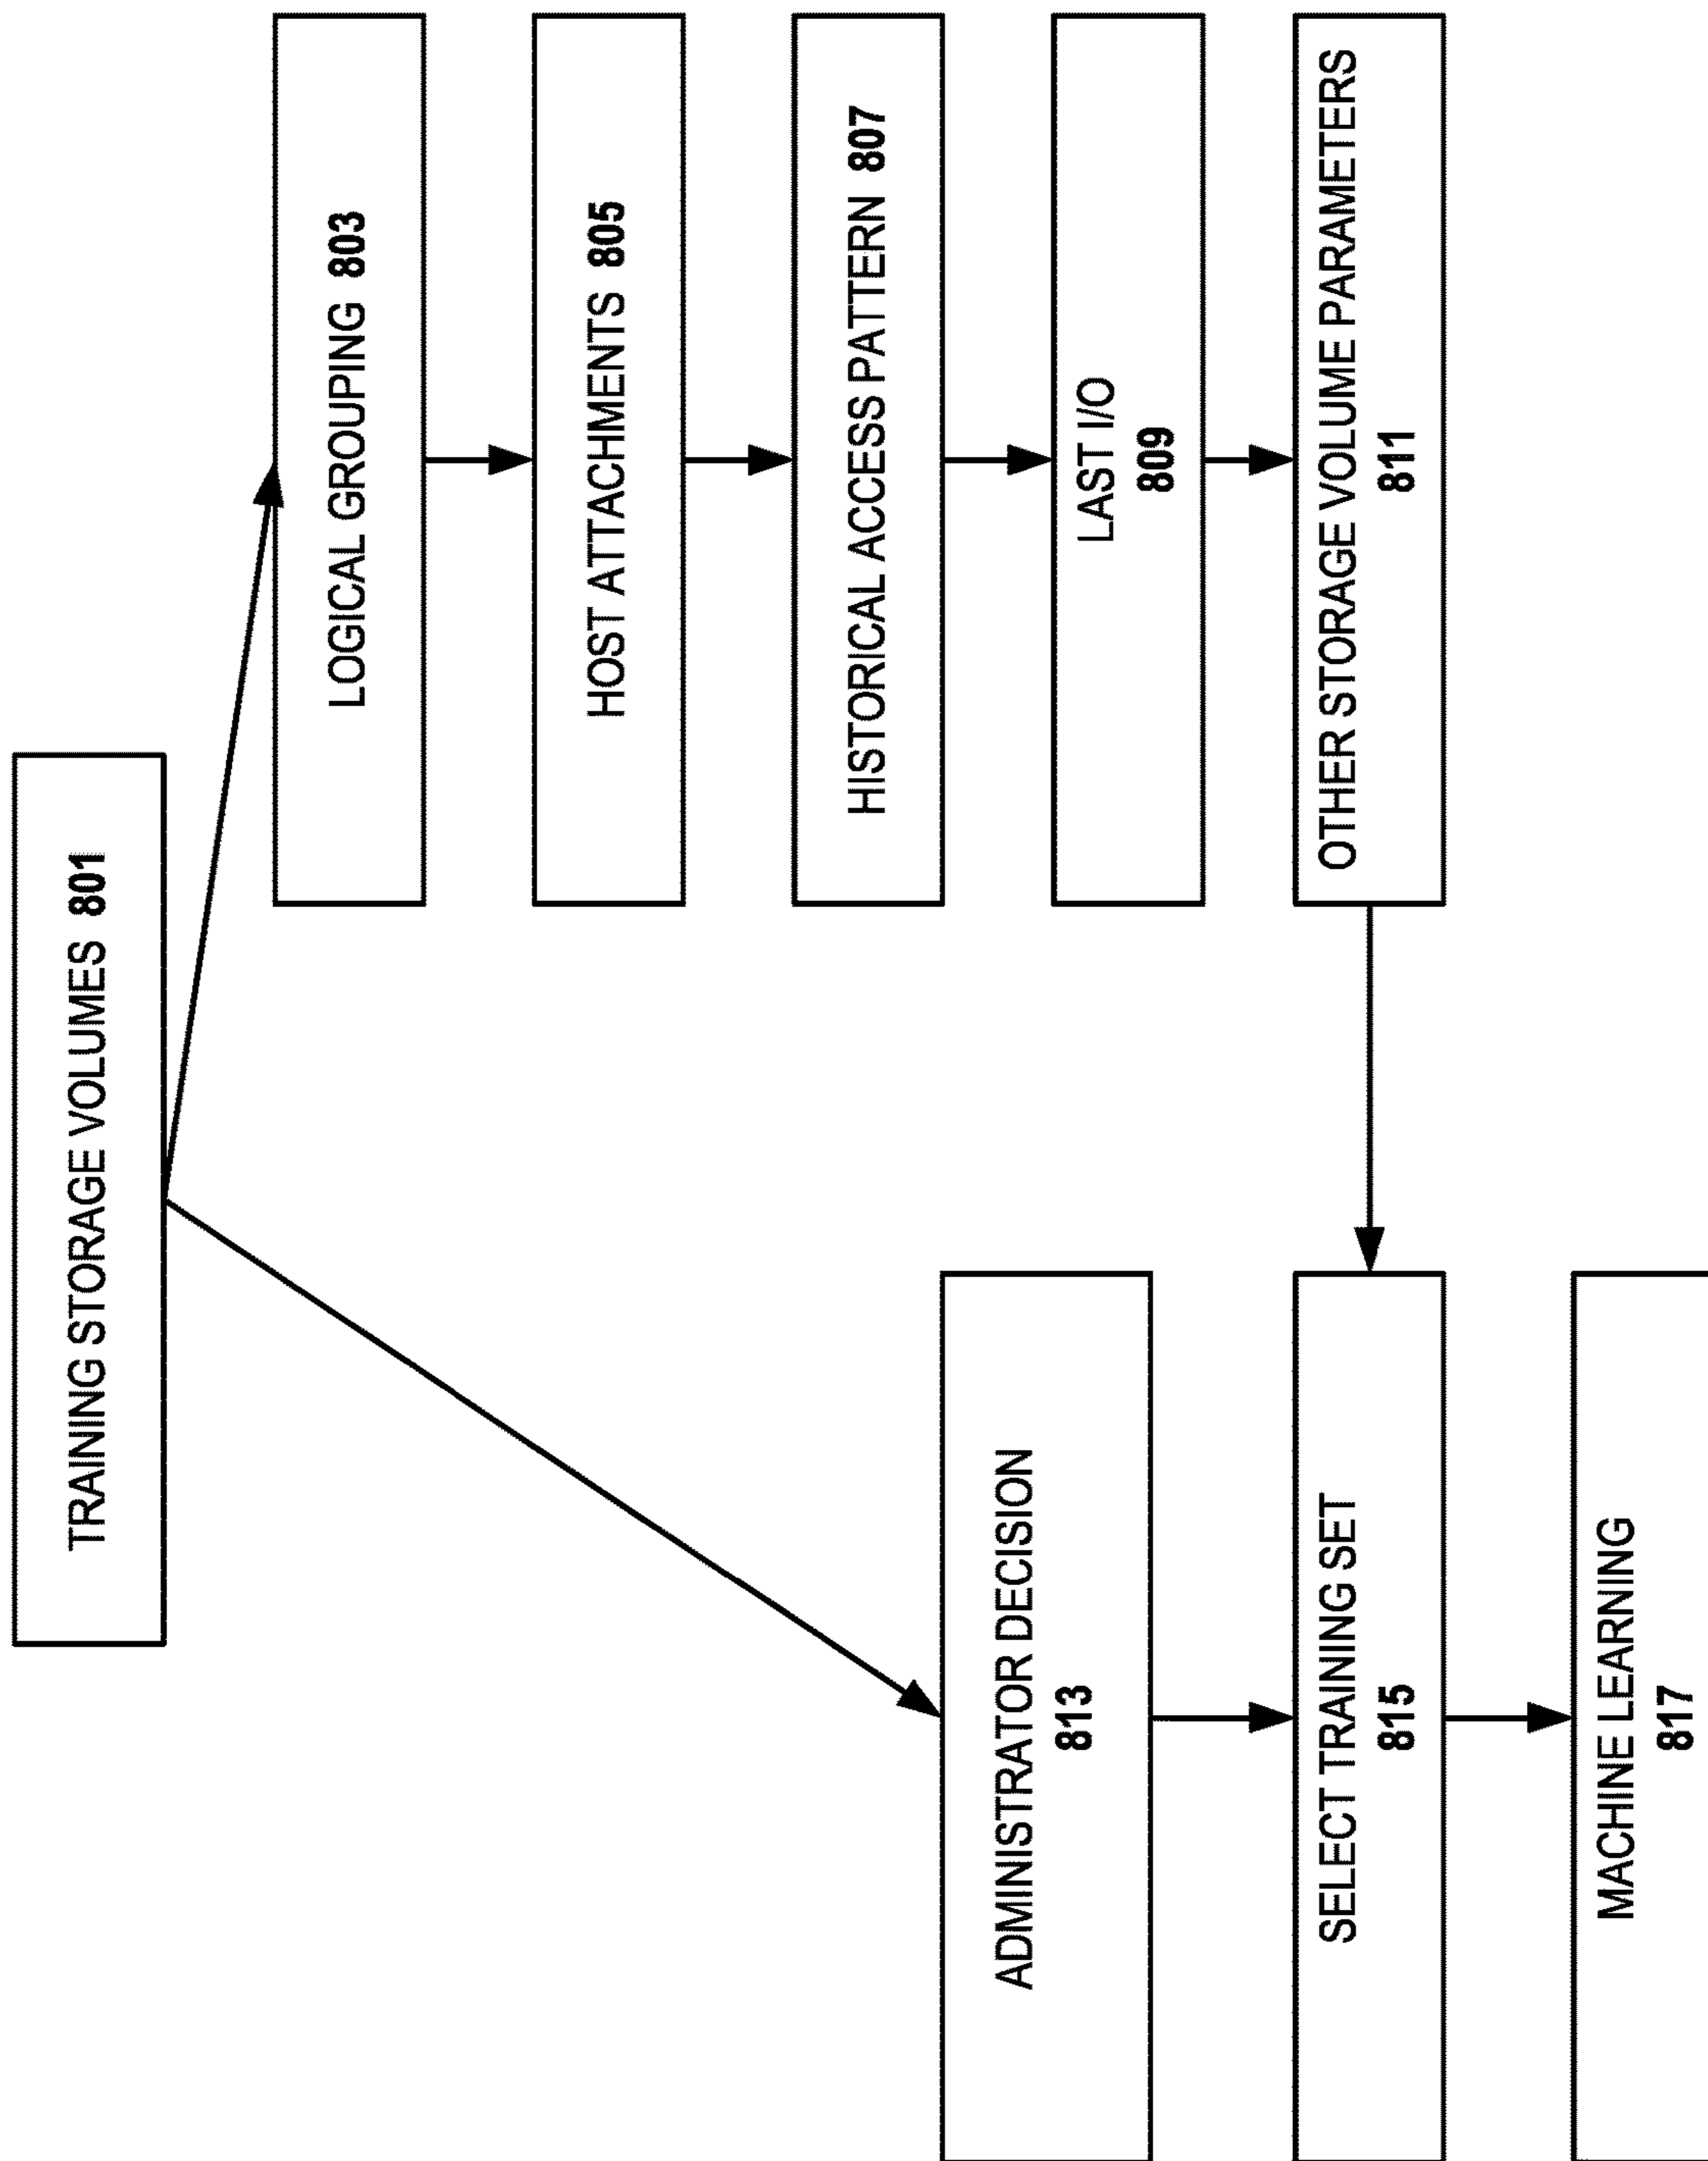 TRAINING STORAGE VOLUMES 801
LOGICAL GROUPING 803
HOST ATTACHMENTS 805
HISTORICAL ACCESS PATTERN 807
LAST I/O
809
OTHER STORAGE VOLUME PARAMETERS
811
ADMINISTRATOR DECISION
813
SELECT TRAINING SET
815
MACHINE LEARNING
817